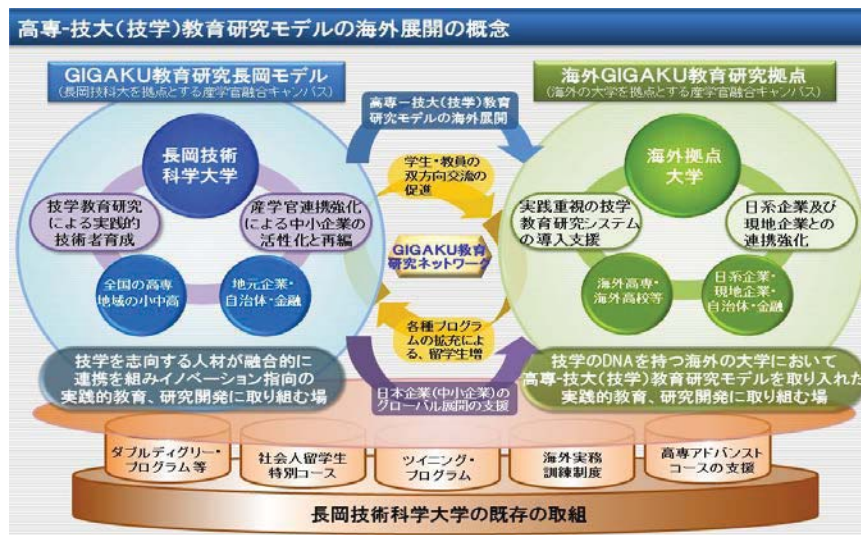 高専-技大(技学)教育研究モデルの海外展開の概念
GIGAKU教育研究長岡モデル
(長岡技科大を拠点とする産学官融合キャンパス)
長岡技術
科学大学
技学教育研究
による実践的
技術者育成
産学官連携強化
による中小企業の
活性化と再編
全国の高専
地域の小中高
地元企業・
自治体・金融
技学を志向する人材が融合的に
連携を組みイノベーション指向の
実践的教育、研究開発に取り組む場
高専ー技大(技学)教育
研究モデルの海外展開
学生・教員の
双方向交流の
促進
GIGAKU教育
研究ネットワーク
各種プログラ
ムの拡充によ
る、留学生増
日本企業(中小企業)の
グローバル展開の支援
海外GIGAKU教育研究拠点
(海外の大学を拠点とする産学官融合キャンパス)
海外拠点
大学
実践重視の技学
教育研究システム
の導入支援
日系企業及び
現地企業との
連携強化
海外高専・
海外高校等
日系企業・
現地企業・
自治体・金融
技学のDNAを持つ海外の大学において
高専-技大(技学)教育研究モデルを取り入れた
実践的教育、研究開発に取り組む場
ダブルディグリー・
プログラム等
社会人留学生
特別コース
ツイニング・
プログラム
海外実務
訓練制度
高専アドバンスト
コースの支援
長岡技術科学大学の既存の取組